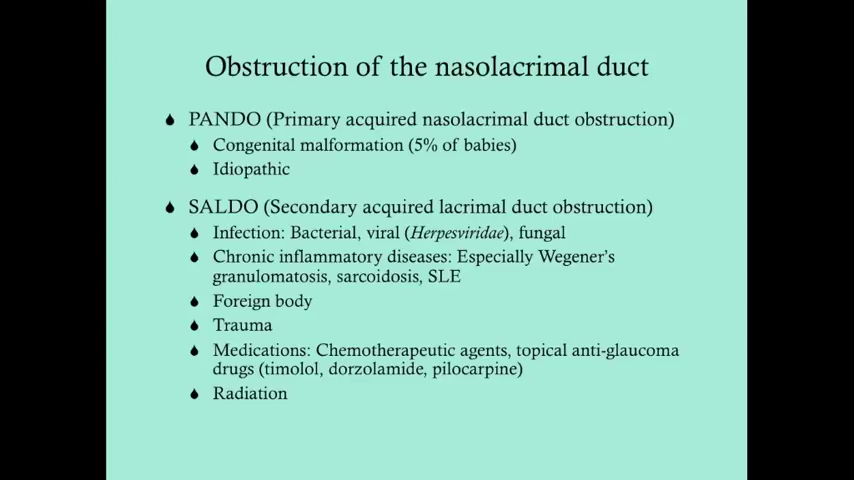 Obstruction of the nasolacrimal duct
PANDO (Primary acquired nasolacrimal duct obstruction)
Congenital malformation (5% of babies)
Idiopathic
SALDO (Secondary acquired lacrimal duct obstruction)
Infection: Bacterial, viral (Herpesviridae), fungal
Chronic inflammatory diseases: Especially Wegener's
granulomatosis, sarcoidosis, SLE
Foreign body
Trauma
Medications: Chemotherapeutic agents, topical anti-glaucoma
drugs (timolol, dorzolamide, pilocarpine)
Radiation